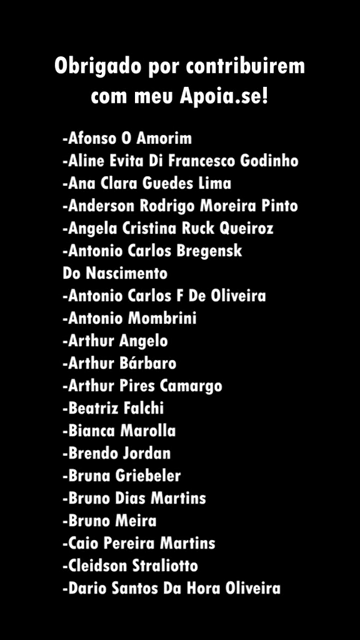 Obrigado por contribuirem
com meu Apoia.se!
-Afonso O Amorim
-Aline Evita Di Francesco Godinho
-Ana Clara Guedes Lima
-Anderson Rodrigo Moreira Pinto
-Angela Cristina Ruck Queiroz
-Antonio Carlos Bregensk
Do Nascimento
-Antonio Carlos F De Oliveira
-Antonio Mombrini
-Arthur Angelo
-Arthur Bárbaro
-Arthur Pires Camargo
-Beatriz Falchi
-Bianca Marolla
-Brendo Jordan
-Bruna Griebeler
-Bruno Dias Martins
-Bruno Meira
-Caio Pereira Martins
-Cleidson Straliotto
-Dario Santos Da Hora Oliveira